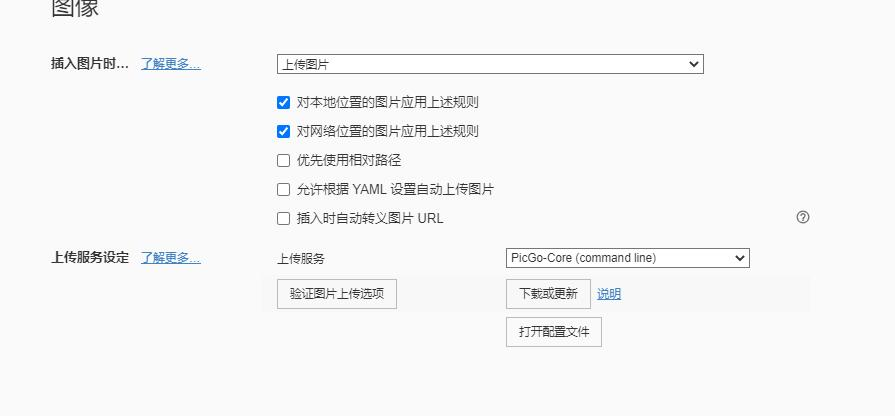 图像
插入图片时... 了解更多... 上传图片
对本地位置的图片应用上述规则
对网络位置的图片应用上述规则
优先使用相对路径
允许根据 YAML 设置自动上传图片
插入时自动转义图片 URL
上传服务设定 了解更多... 上传服务 PicGo-Core (command line)
验证图片上传选项 下载或更新 说明
打开配置文件